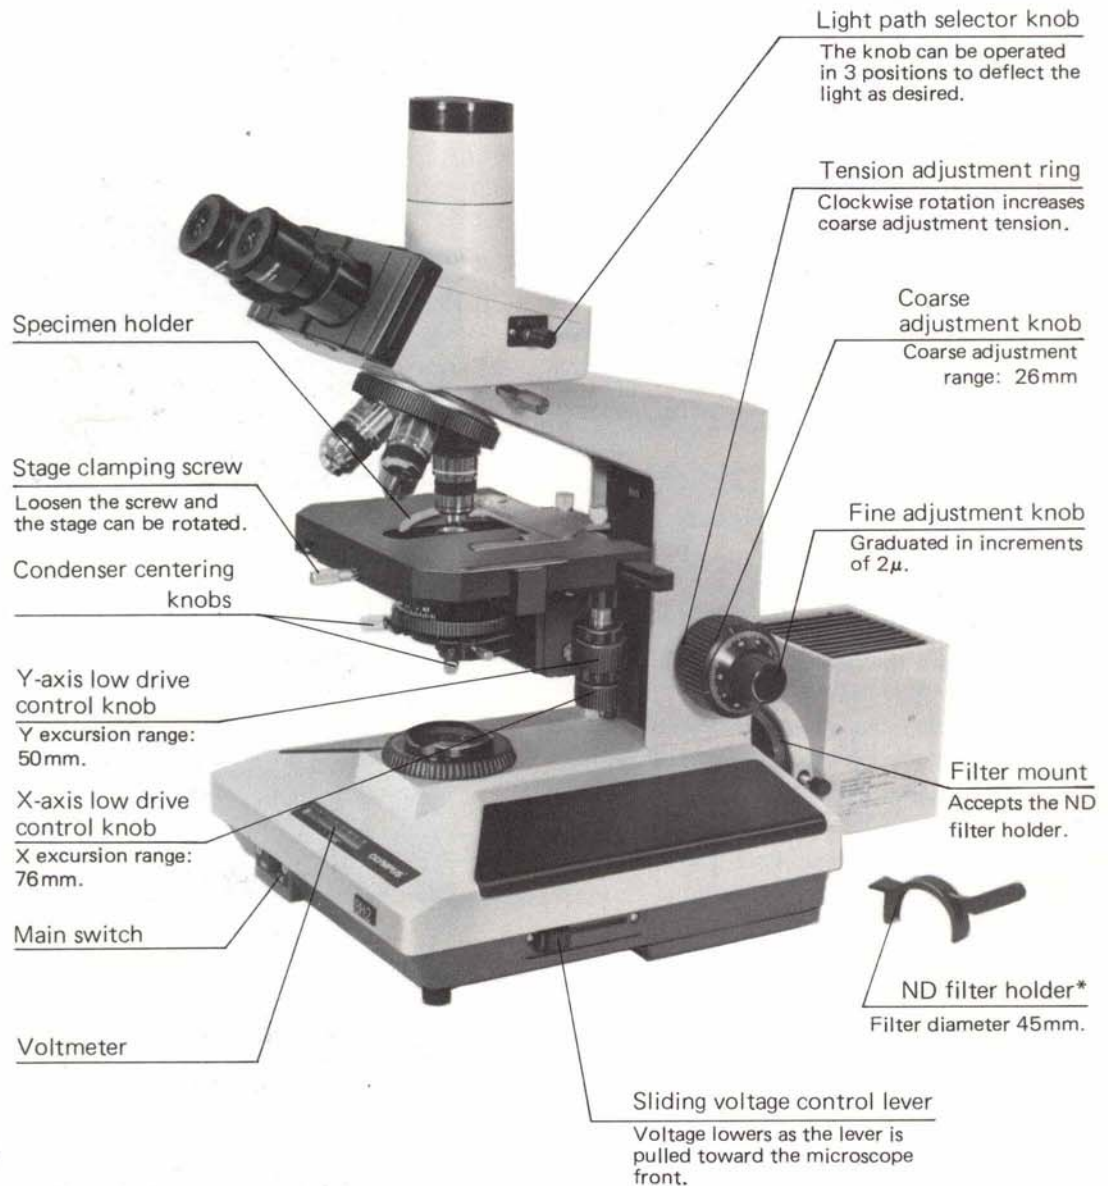 Light path selector knob
The knob can be operated
in 3 positions to deflect the
light as desired.
Tension adjustment ring
Clockwise rotation increases
coarse adjustment tension.
Coarse
adjustment knob
Coarse adjustment
range: 26mm
Fine adjustment knob
Graduated in increments
of 2μ.
Filter mount
Accepts the ND
filter holder.
ND filter holder*
Filter diameter 45mm.
Specimen holder
Stage clamping screw
Loosen the screw and
the stage can be rotated.
Condenser centering
knobs
Y-axis low drive
control knob
Y excursion range:
50mm.
X-axis low drive
control knob
X excursion range:
76mm.
Main switch
Voltmeter
OLYMPUS
Sliding voltage control lever
Voltage lowers as the lever is
pulled toward the microscope
front.